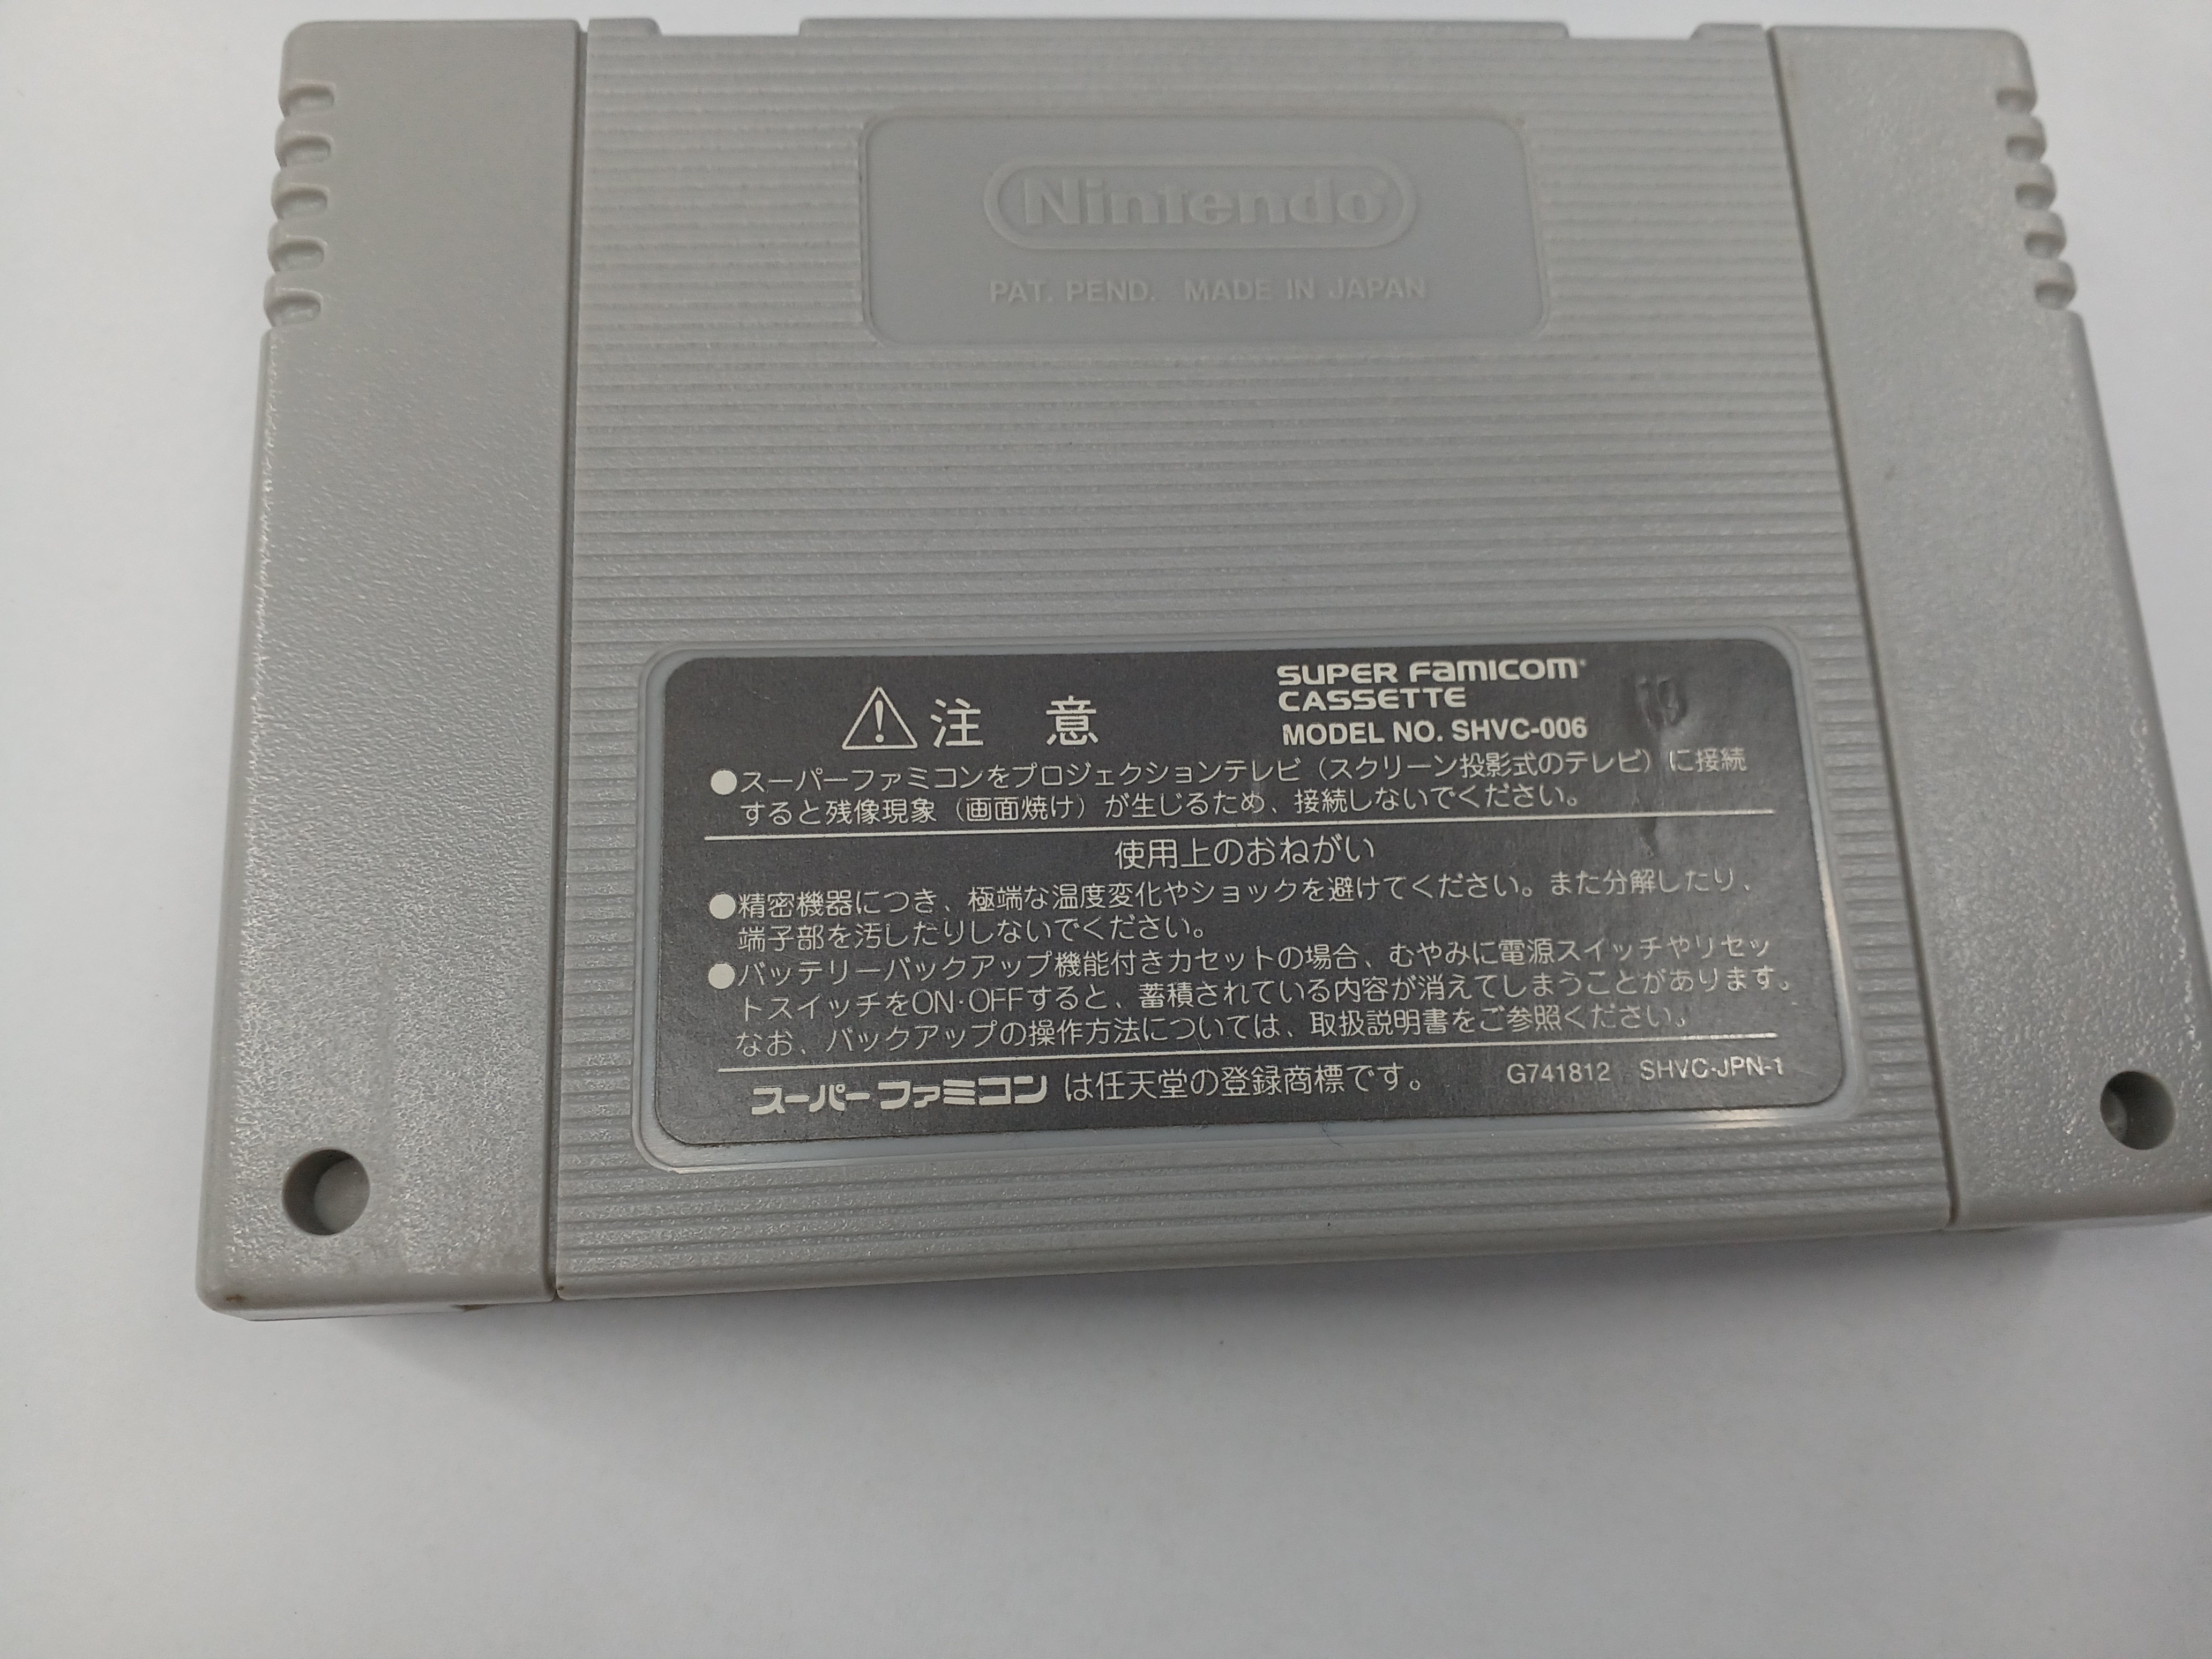 Nintendo
PAT. PEND. MADE IN JAPAN
注意
SUPER FAMICOM
CASSETTE
MODEL NO. SHVC-006
19
●スーパーファミコンをプロジェクションテレビ（スクリーン投影式のテレビ）に接続
すると残像現象（画面焼け）が生じるため、接続しないでください。
使用上のおねがい
●精密機器につき、極端な温度変化やショックを避けてください。また分解したり、
端子部を汚したりしないでください。
●バッテリーバックアップ機能付きカセットの場合、むやみに電源スイッチやリセッ
トスイッチをON·OFFすると、蓄積されている内容が消えてしまうことがあります。
なお、バックアップの操作方法については、取扱説明書をご参照ください。
スーパーファミコンは任天堂の登録商標です。 G741812 SHVC-JPN-1